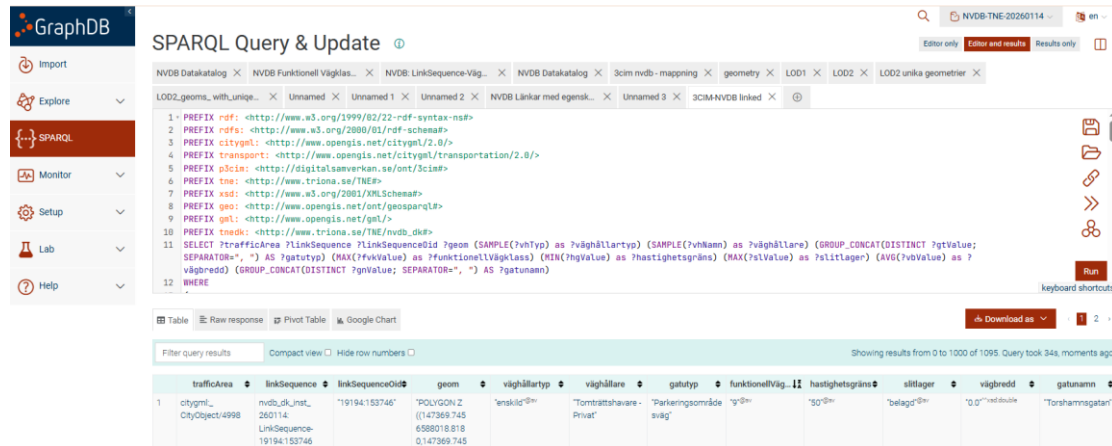 GraphDB
NVDB-TNE-20260114
en
SPARQL Query & Update
Editor only
Editor and results
Results only
Import
Explore
SPARQL
Monitor
Setup
Lab
Help
NVDB Datakatalog
NVDB Funktionell Vägklas...
NVDB: LinkSequence-Väg...
NVDB Datakatalog
3cim nvdb - mappning
geometry
LOD1
LOD2
LOD2 unika geometrier
LOD2_geoms_ with_uniqe...
Unnamed
Unnamed 1
Unnamed 2
NVDB Länkar med egensk...
Unnamed 3
3CIM-NVDB linked
1 PREFIX rdf: <http://www.w3.org/1999/02/22-rdf-syntax-ns#>
2 PREFIX rdfs: <http://www.w3.org/2000/01/rdf-schema#>
3 PREFIX citygml: <http://www.opengis.net/citygml/2.0/>
4 PREFIX transport: <http://www.opengis.net/citygml/transportation/2.0/>
5 PREFIX p3cim: <http://digitalsamverkan.se/ont/3cim#>
6 PREFIX tne: <http://www.triona.se/TNE#>
7 PREFIX xsd: <http://www.w3.org/2001/XMLSchema#>
8 PREFIX geo: <http://www.opengis.net/ont/geosparql#>
9 PREFIX gml: <http://www.opengis.net/gml/>
10 PREFIX tnedk: <http://www.triona.se/TNE/nvdb_dk#>
11 SELECT ?trafficArea ?linkSequence ?linkSequenceOid ?geom (SAMPLE(?vhTyp) as ?väghållartyp) (SAMPLE(?vhNamn) as ?väghållare) (GROUP_CONCAT(DISTINCT ?gtValue;
SEPARATOR=", ") AS ?gatutyp) (MAX(?fvkValue) as ?funktionellVägklass) (MIN(?hgValue) as ?hastighetsgräns) (MAX(?slValue) as ?slitlager) (AVG(?vbValue) as ?
vägbredd) (GROUP_CONCAT(DISTINCT ?gnValue; SEPARATOR=", ") AS ?gatunamn)
12 WHERE
Run
keyboard shortcuts
Table
Raw response
Pivot Table
Google Chart
Download as
1 2
Filter query results
Compact view
Hide row numbers
Showing results from 0 to 1000 of 1095. Query took 34s, moments ago
trafficArea linkSequence linkSequenceOid geom väghållartyp väghållare gatutyp funktionellVäg... hastighetsgräns slitlager vägbredd gatunamn
1 citygml:_ nvdb_dk_inst_ "19194:153746" "POLYGON Z "enskild"@sv "Tomträttshavare - "Parkeringsområde "9"@sv "50"@sv "belagd"@sv "0.0"^^xsd:double "Torshamnsgatan"
CityObject/4998 260114: ((147369.745 Privat" sväg"
LinkSequence- 6588018.818
19194:153746 0,147369.745